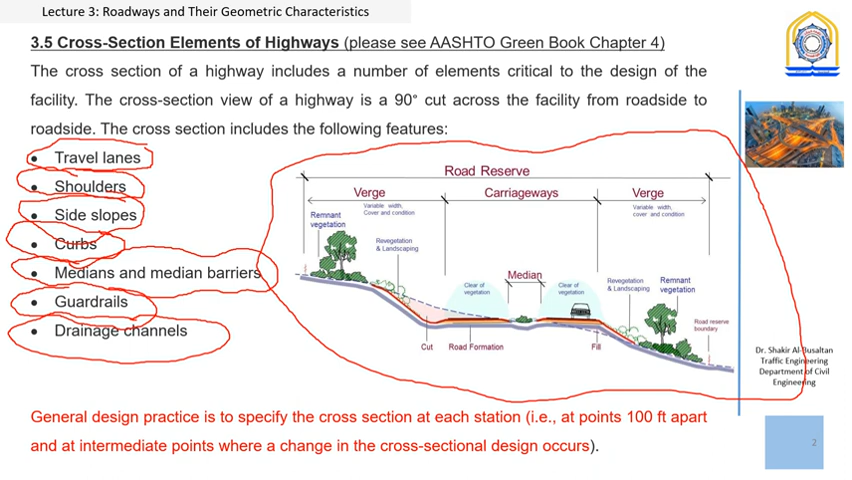 Lecture 3: Roadways and Their Geometric Characteristics
3.5 Cross-Section Elements of Highways (please see AASHTO Green Book Chapter 4)
The cross section of a highway includes a number of elements critical to the design of the
facility. The cross-section view of a highway is a 90° cut across the facility from roadside to
roadside. The cross section includes the following features:
• Travel lanes
• Shoulders
• Side slopes
• Curbs
• Medians and median barriers
• Guardrails
• Drainage channels
Road Reserve
Verge
Carriageways
Verge
Variable width,
Cover and condition
Variable width,
cover and condition
Remnant
vegetation
Revegetation
& Landscaping
Clear of
vegetation
Median
Clear of
vegetation
Revegetation
& Landscaping
Remnant
vegetation
Road reserve
boundary
Cut
Road Formation
Fill
Dr. Shakir Al-Busaltan
Traffic Engineering
Department of Civil
Engineering
General design practice is to specify the cross section at each station (i.e., at points 100 ft apart
and at intermediate points where a change in the cross-sectional design occurs).
2